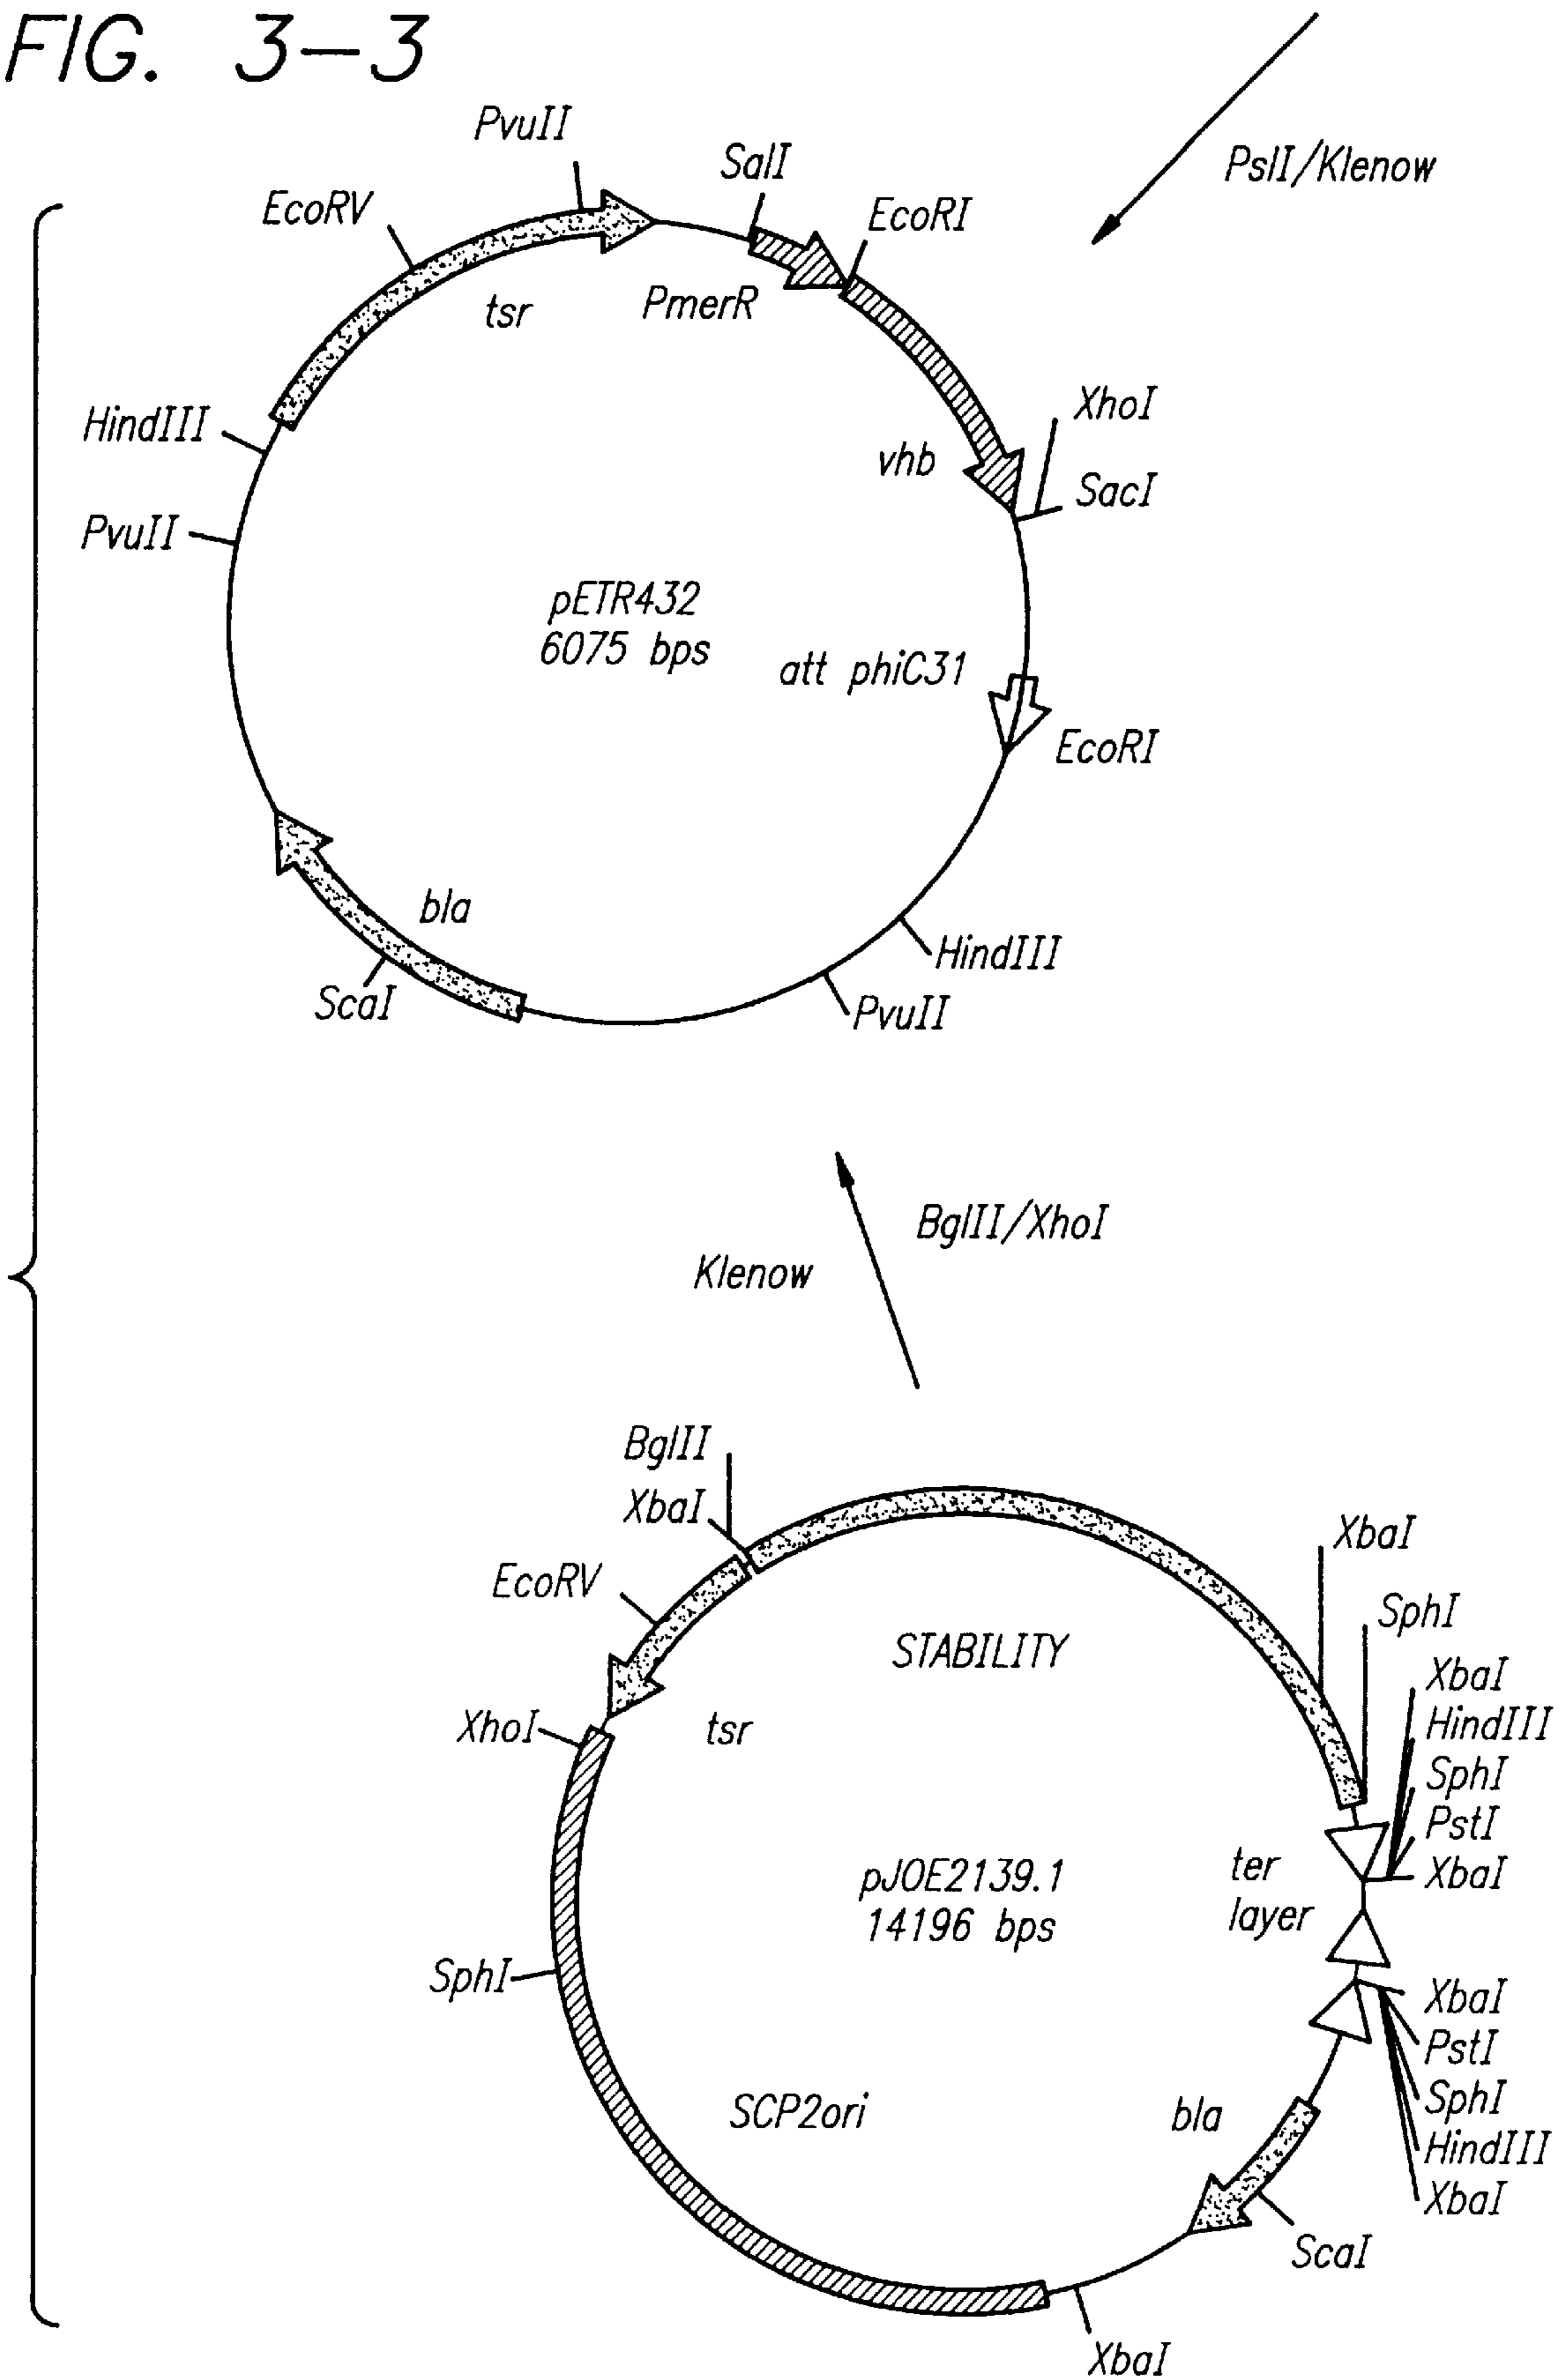 FIG. 3-3
PslI/Klenow
PvuII
SalI
EcoRV
EcoRI
tsr
PmerR
HindIII
XhoI
vhb
SacI
PvuII
pETR432
6075 bps
att phiC31
EcoRI
bla
HindIII
ScaI
PvuII
BglII/XhoI
Klenow
BglII
XbaI
XbaI
EcoRV
SphI
STABILITY
XbaI
XhoI
tsr
HindIII
SphI
PstI
pJOE2139.1
14196 bps
ter
layer
XbaI
SphI
XbaI
PstI
SCP2ori
bla
SphI
HindIII
XbaI
ScaI
XbaI